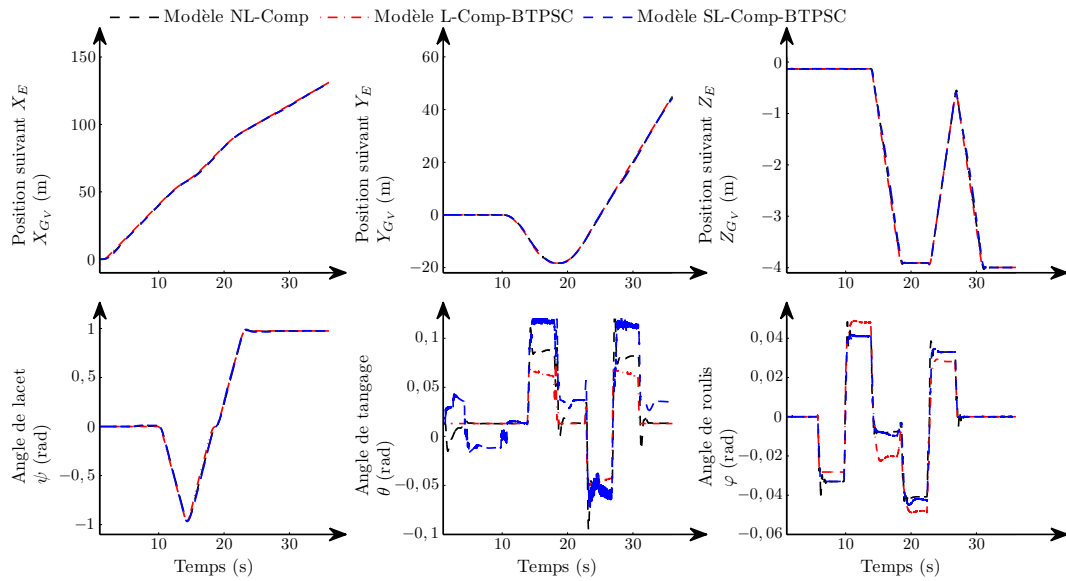 Modèle NL-Comp Modèle L-Comp-BTPSC Modèle SL-Comp-BTPSC
Position suivant X_E
X_{G_V} (m)
150
100
50
0
10 20 30
Position suivant Y_E
Y_{G_V} (m)
60
40
20
0
−20
10 20 30
Position suivant Z_E
Z_{G_V} (m)
0
−1
−2
−3
−4
10 20 30
Angle de lacet
ψ (rad)
1
0,5
0
−0,5
−1
10 20 30
Temps (s)
Angle de tangage
θ (rad)
0,1
0,05
0
−0,05
−0,1
10 20 30
Temps (s)
Angle de roulis
φ (rad)
0,04
0,02
0
−0,02
−0,04
−0,06
10 20 30
Temps (s)